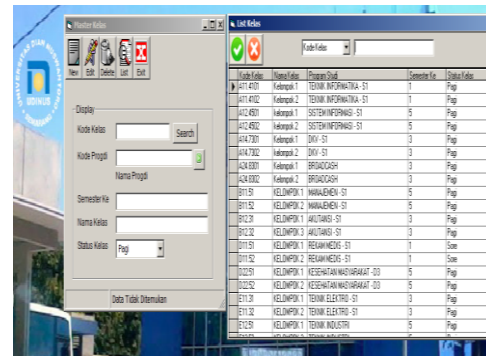 Master Kelas
New Edit Delete List Exit
Display
Kode Kelas
Search
Kode Progdi
Nama Progdi
Semester Ke
Nama Kelas
Status Kelas Pagi
Data Tidak Ditemukan
UDINUS
List Kelas
Kode Kelas
Kode Kelas Nama Kelas Program Studi Semester Ke Status Kelas
A11.4101 Kelompok 1 TEKNIK INFORMATIKA - S1 1 Pagi
A11.4102 Kelompok 2 TEKNIK INFORMATIKA - S1 1 Pagi
A12.4501 Kelompok 1 SISTEM INFORMASI - S1 5 Pagi
A12.4502 Kelompok 2 SISTEM INFORMASI - S1 5 Pagi
A14.7301 Kelompok 1 DKV - S1 3 Pagi
A14.7302 Kelompok 2 DKV - S1 3 Pagi
A24.8301 Kelompok 1 BROADCASH 3 Pagi
A24.8302 Kelompok 2 BROADCASH 3 Pagi
B11.51 KELOMPOK 1 MANAJEMEN - S1 5 Pagi
B11.52 KELOMPOK 2 MANAJEMEN - S1 5 Pagi
B12.31 KELOMPOK 1 AKUTANSI - S1 3 Pagi
B12.32 KELOMPOK 3 AKUTANSI - S1 3 Pagi
D11.51 KELOMPOK 1 REKAM MEDIS - S1 1 Sore
D11.52 KELOMPOK 2 REKAM MEDIS - S1 1 Sore
D22.51 KELOMPOK 1 KESEHATAN MASYARAKAT - D3 5 Pagi
D22.52 KELOMPOK 2 KESEHATAN MASYARAKAT - D3 5 Pagi
E11.31 KELOMPOK 1 TEKNIK ELEKTRO - S1 3 Pagi
E11.32 KELOMPOK 2 TEKNIK ELEKTRO - S1 3 Pagi
E12.51 KELOMPOK 1 TEKNIK INDUSTRI 5 Pagi